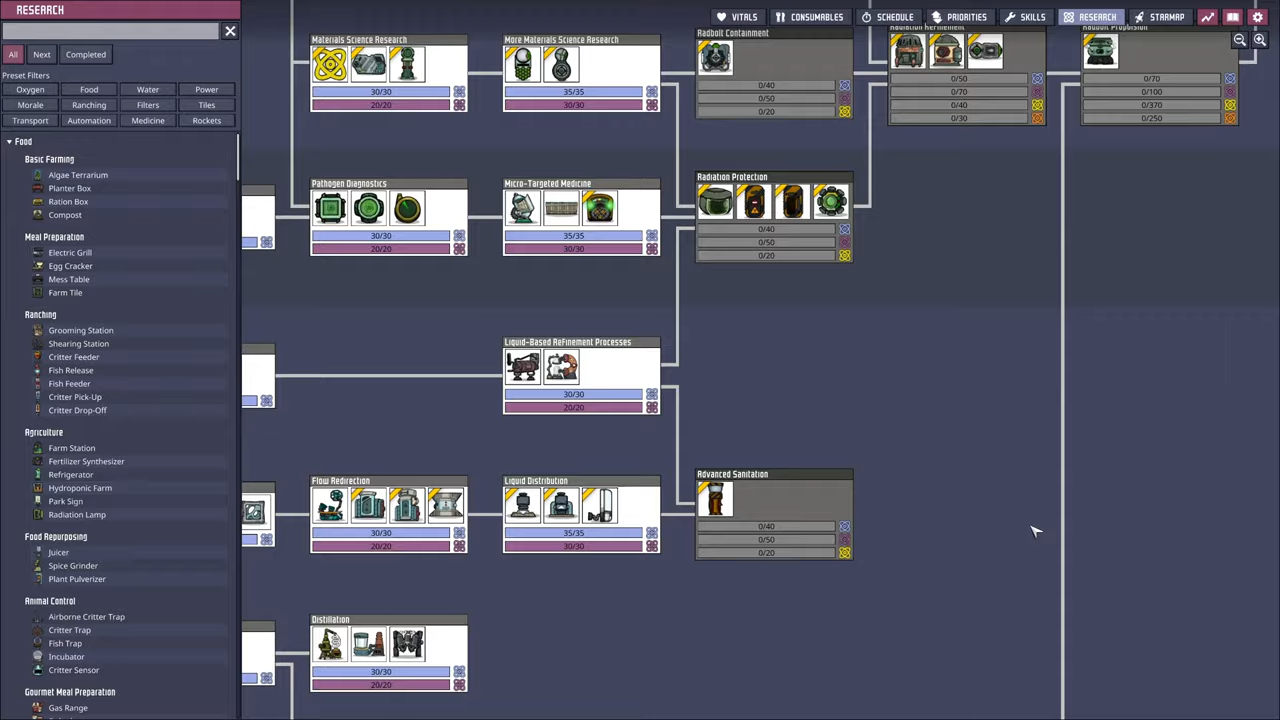 RESEARCH
VITALS
CONSUMABLES
SCHEDULE
PRIORITIES
SKILLS
RESEARCH
STARMAP
All
Next
Completed
Preset Filters
Oxygen
Food
Water
Power
Morale
Ranching
Filters
Tiles
Transport
Automation
Medicine
Rockets
Food
Basic Farming
Algae Terrarium
Planter Box
Ration Box
Compost
Meal Preparation
Electric Grill
Egg Cracker
Mess Table
Farm Tile
Ranching
Grooming Station
Shearing Station
Critter Feeder
Fish Release
Fish Feeder
Critter Pick-Up
Critter Drop-Off
Agriculture
Farm Station
Fertilizer Synthesizer
Refrigerator
Hydroponic Farm
Park Sign
Radiation Lamp
Food Repurposing
Juicer
Spice Grinder
Plant Pulverizer
Animal Control
Airborne Critter Trap
Critter Trap
Fish Trap
Incubator
Critter Sensor
Gourmet Meal Preparation
Gas Range
Materials Science Research
30/30
20/20
More Materials Science Research
35/35
30/30
Radbolt Containment
0/40
0/50
0/20
Radiation Refinement
0/50
0/70
0/40
0/30
Radbolt Propulsion
0/70
0/100
0/370
0/250
Pathogen Diagnostics
30/30
20/20
Micro-Targeted Medicine
35/35
30/30
Radiation Protection
0/40
0/50
0/20
Liquid-Based Refinement Processes
30/30
20/20
Flow Redirection
30/30
20/20
Liquid Distribution
35/35
30/30
Advanced Sanitation
0/40
0/50
0/20
Distillation
30/30
20/20